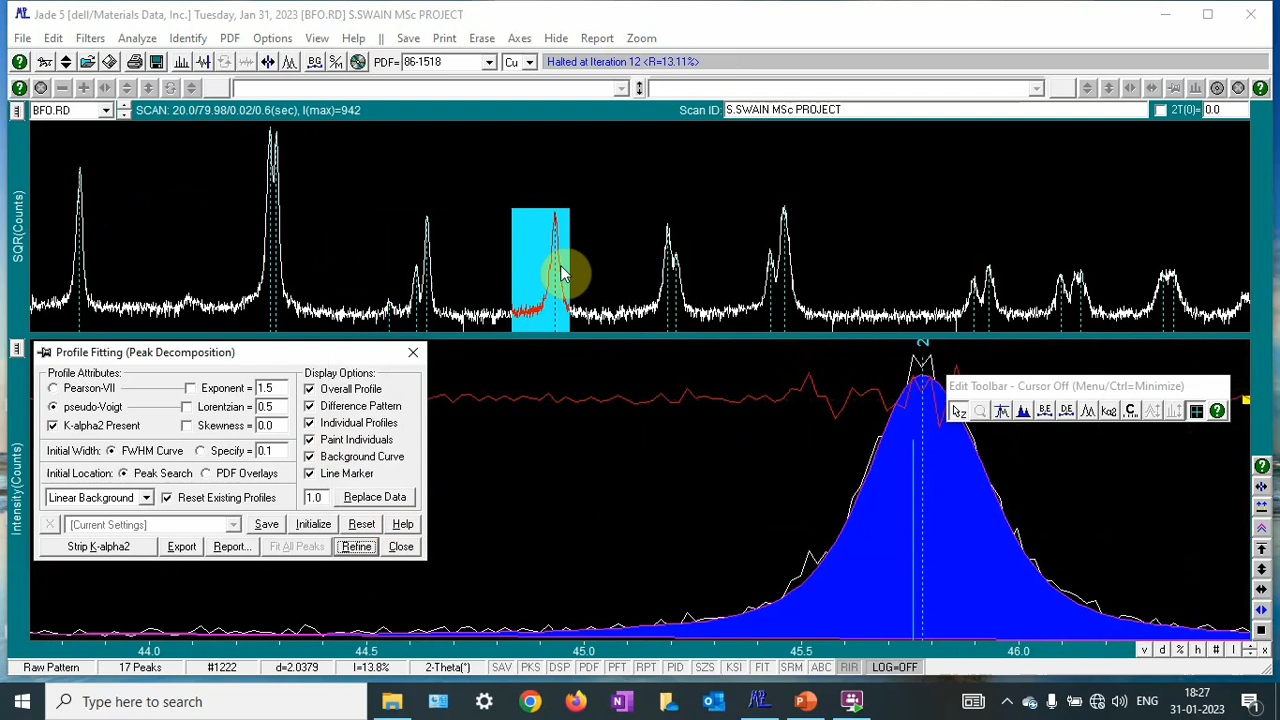 Jade 5 [dell/Materials Data, Inc.] Tuesday, Jan 31, 2023 [BFO.RD] S.SWAIN MSc PROJECT
File Edit Filters Analyze Identify PDF Options View Help || Save Print Erase Axes Hide Report Zoom
PDF= 86-1518 Cu Halted at Iteration 12 <R=13.11%>
BFO.RD SCAN: 20.0/79.98/0.02/0.6(sec), I(max)=942 Scan ID: S.SWAIN MSc PROJECT 2T(0)= 0.0
SQR(Counts)
2
Profile Fitting (Peak Decomposition)
Profile Attributes: Display Options:
Pearson-VII Exponent = 1.5 Overall Profile
pseudo-Voigt Lorentzian = 0.5 Difference Pattern
K-alpha2 Present Skewness = 0.0 Individual Profiles
Paint Individuals
Initial Width: FWHM Curve Specify = 0.1 Background Curve
Initial Location: Peak Search PDF Overlays Line Marker
Linear Background Reset Existing Profiles 1.0 Replace Data
[Current Settings] Save Initialize Reset Help
Strip K-alpha2 Export Report... Fit All Peaks Refine Close
Edit Toolbar - Cursor Off (Menu/Ctrl=Minimize)
Intensity(Counts)
44.0 44.5 45.0 45.5 46.0 v d % h # l x
Raw Pattern 17 Peaks #1222 d=2.0379 I=13.8% 2-Theta(°) SAV PKS DSP PDF PFT RPT PID SZS KSI FIT SRM ABC RIR LOG=OFF
Type here to search
ENG
18:27
31-01-2023